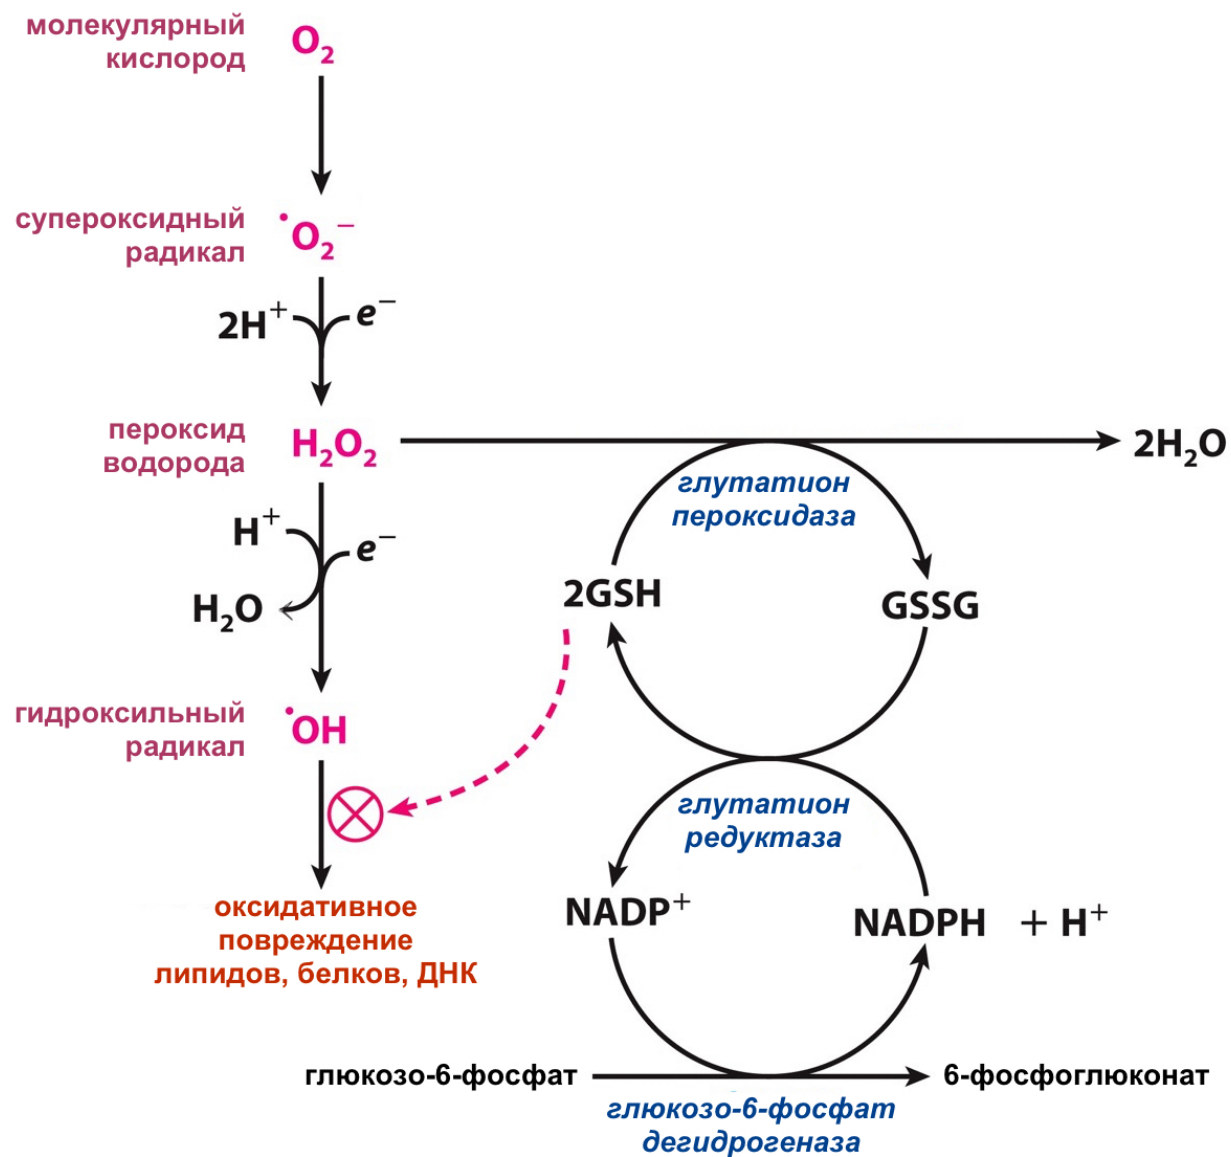 молекулярный
кислород
O₂
супероксидный
радикал
•O₂⁻
2H⁺
e⁻
пероксид
водорода
H₂O₂
2H₂O
глутатион
пероксидаза
H⁺
e⁻
H₂O
2GSH
GSSG
гидроксильный
радикал
•OH
глутатион
редуктаза
оксидативное
повреждение
липидов, белков, ДНК
NADP⁺
NADPH + H⁺
глюкозо-6-фосфат
6-фосфоглюконат
глюкозо-6-фосфат
дегидрогеназа